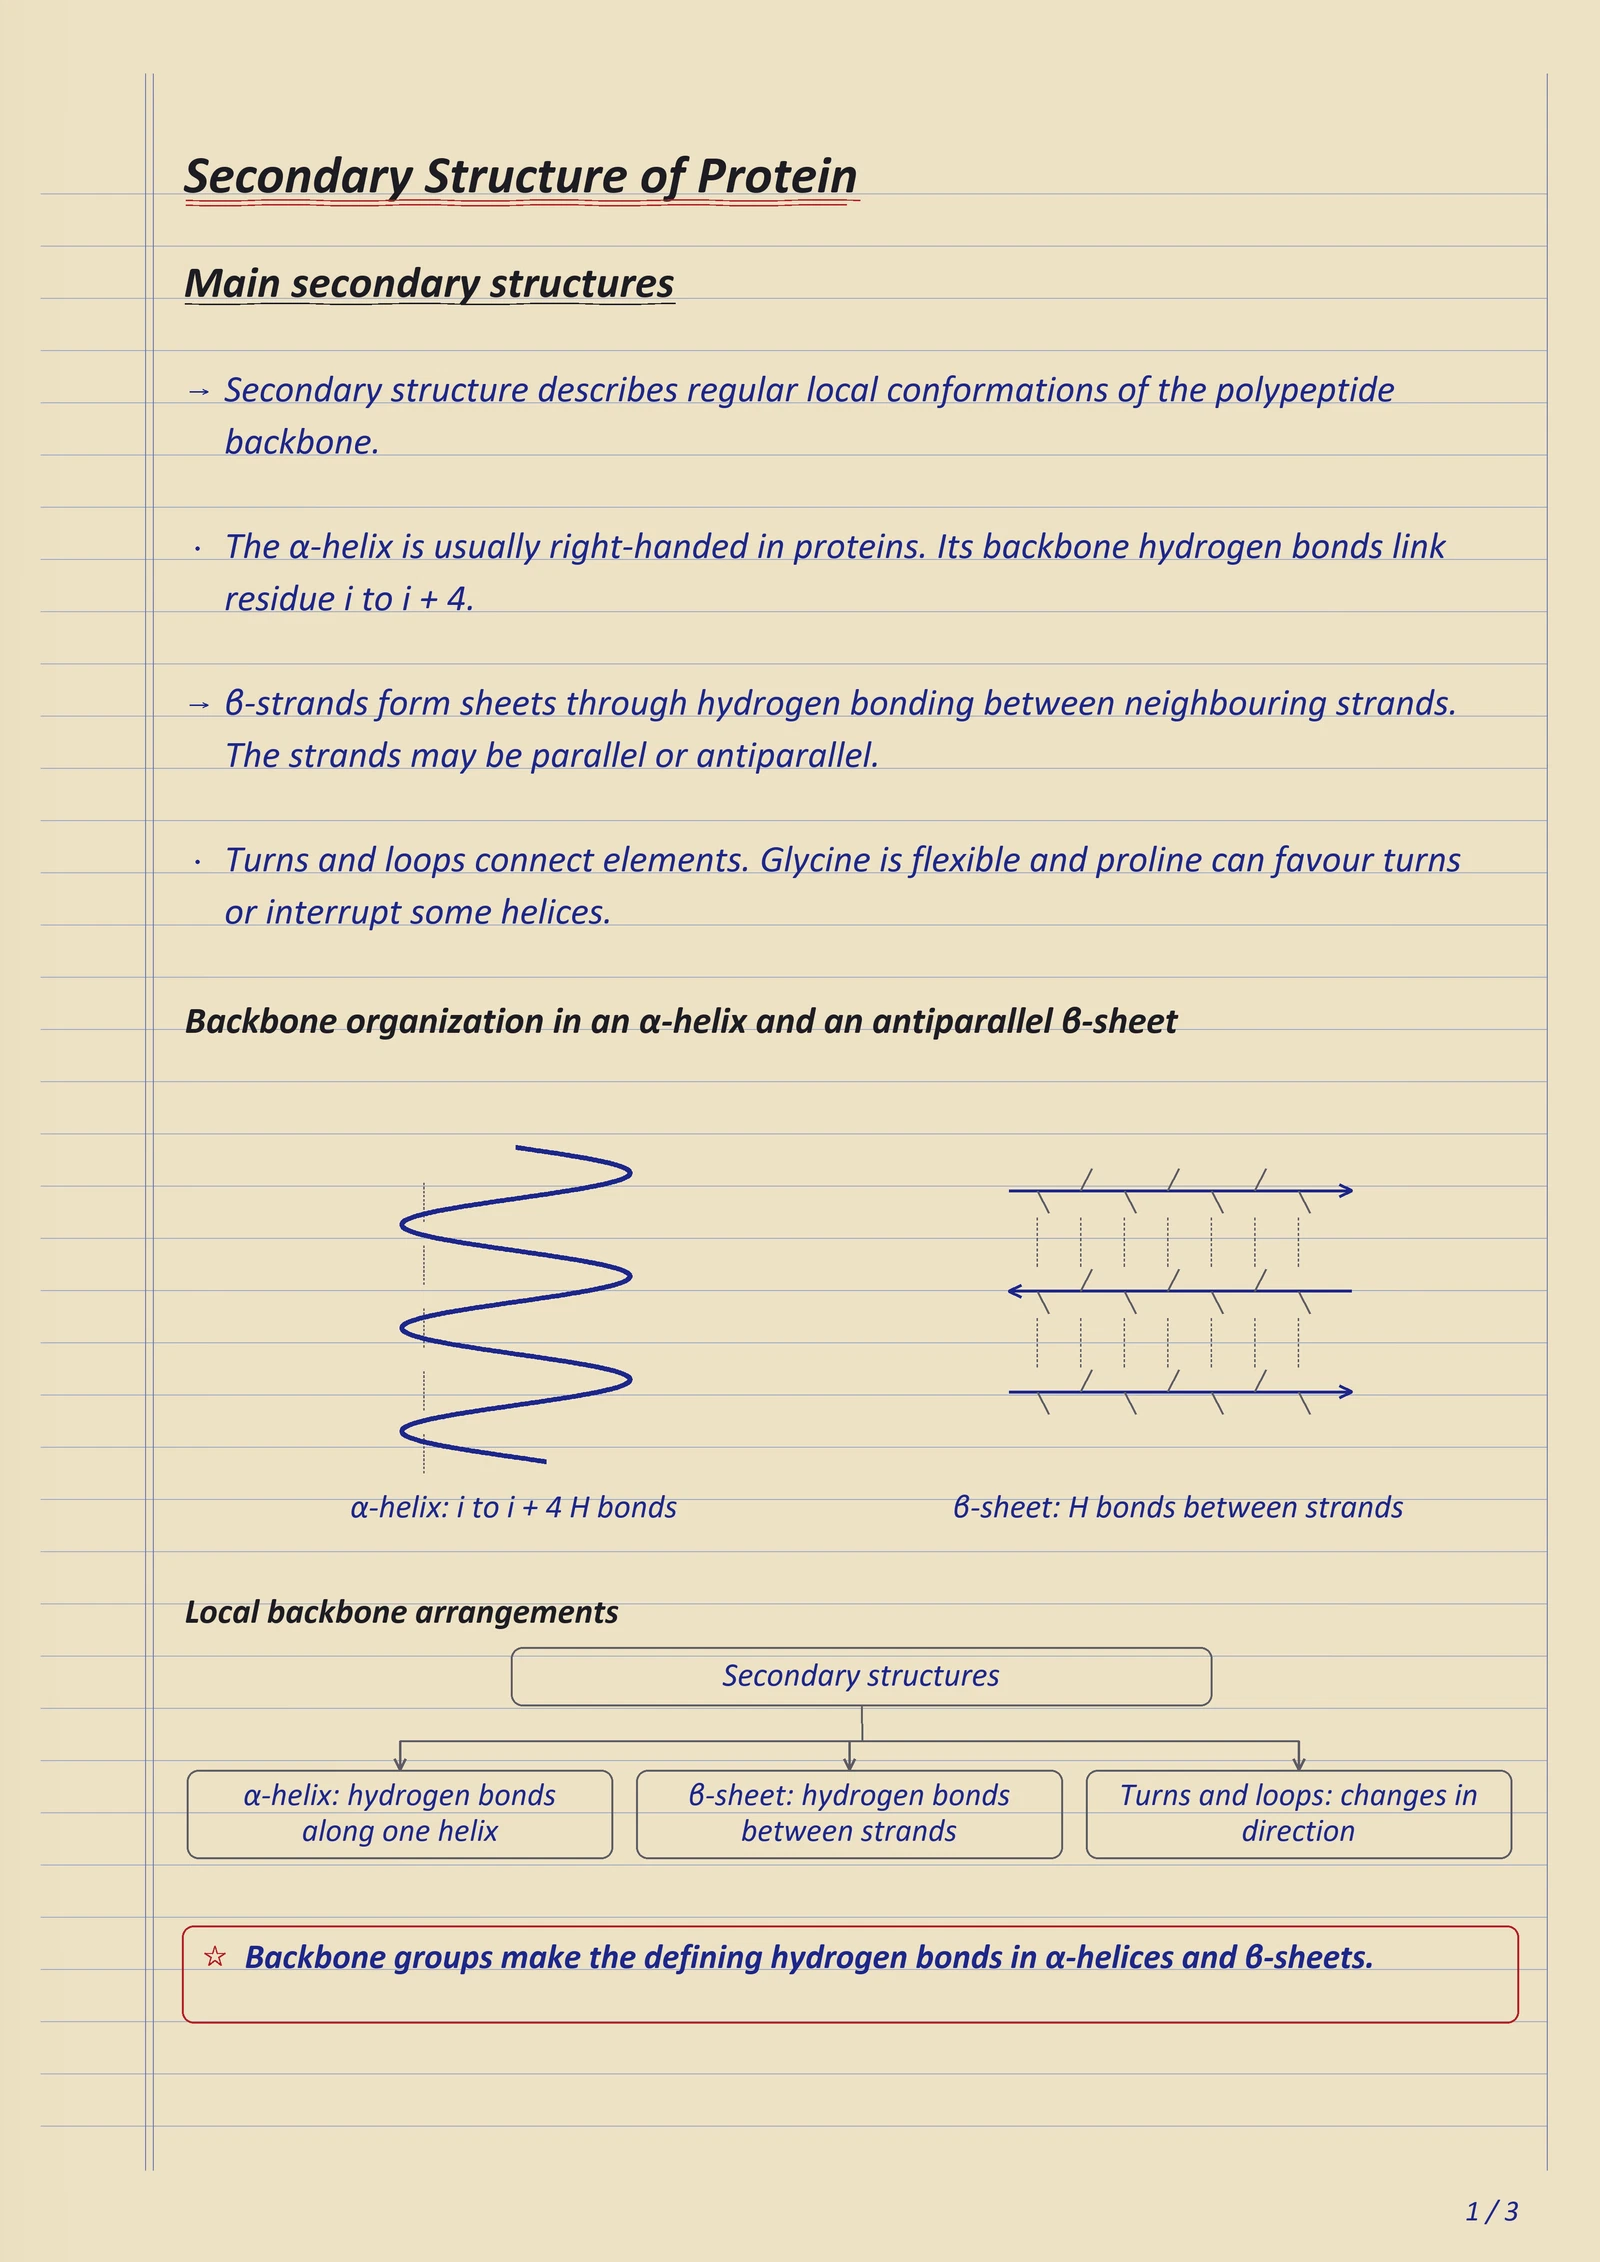 Secondary Structure of Protein
Main secondary structures
→ Secondary structure describes regular local conformations of the polypeptide
backbone.
· The α-helix is usually right-handed in proteins. Its backbone hydrogen bonds link
residue i to i + 4.
→ β-strands form sheets through hydrogen bonding between neighbouring strands.
The strands may be parallel or antiparallel.
· Turns and loops connect elements. Glycine is flexible and proline can favour turns
or interrupt some helices.
Backbone organization in an α-helix and an antiparallel β-sheet
α-helix: i to i + 4 H bonds
β-sheet: H bonds between strands
Local backbone arrangements
Secondary structures
α-helix: hydrogen bonds
along one helix
β-sheet: hydrogen bonds
between strands
Turns and loops: changes in
direction
☆ Backbone groups make the defining hydrogen bonds in α-helices and β-sheets.
1 / 3